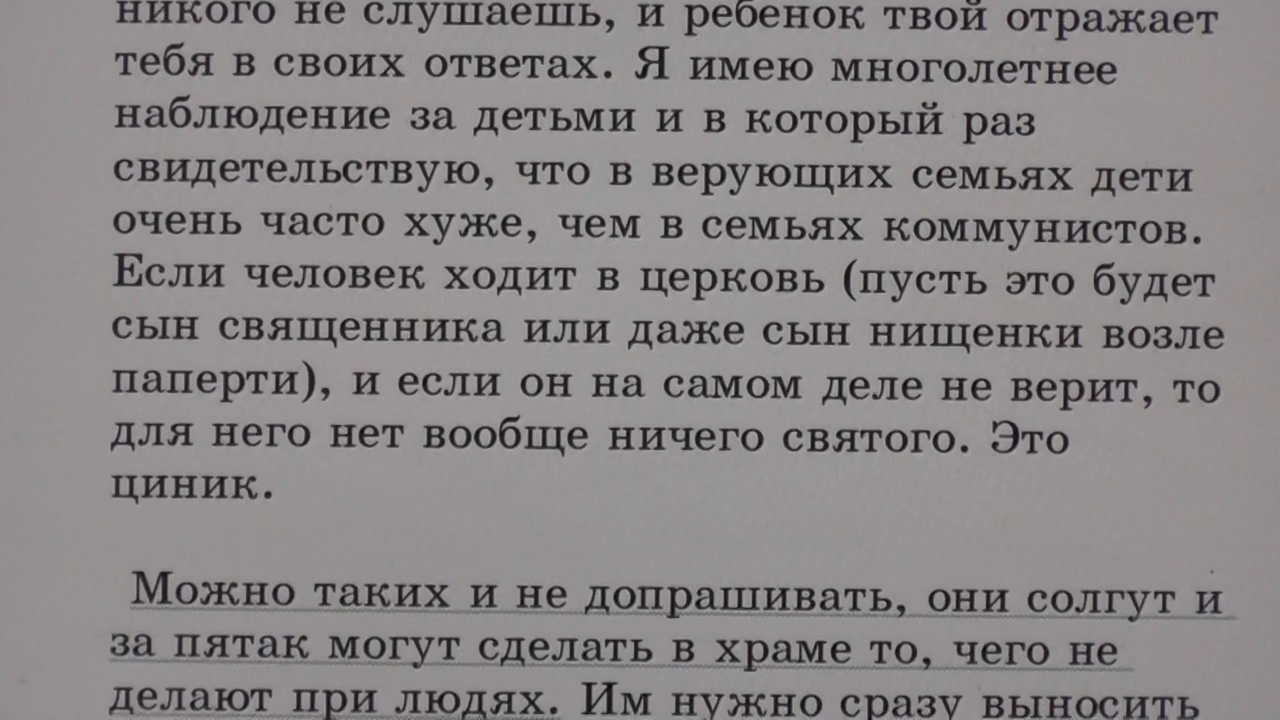 никого не слушаешь, и ребенок твой отражает
тебя в своих ответах. Я имею многолетнее
наблюдение за детьми и в который раз
свидетельствую, что в верующих семьях дети
очень часто хуже, чем в семьях коммунистов.
Если человек ходит в церковь (пусть это будет
сын священника или даже сын нищенки возле
паперти), и если он на самом деле не верит, то
для него нет вообще ничего святого. Это
циник.
Можно таких и не допрашивать, они солгут и
за пятак могут сделать в храме то, чего не
делают при людях. Им нужно сразу выносить